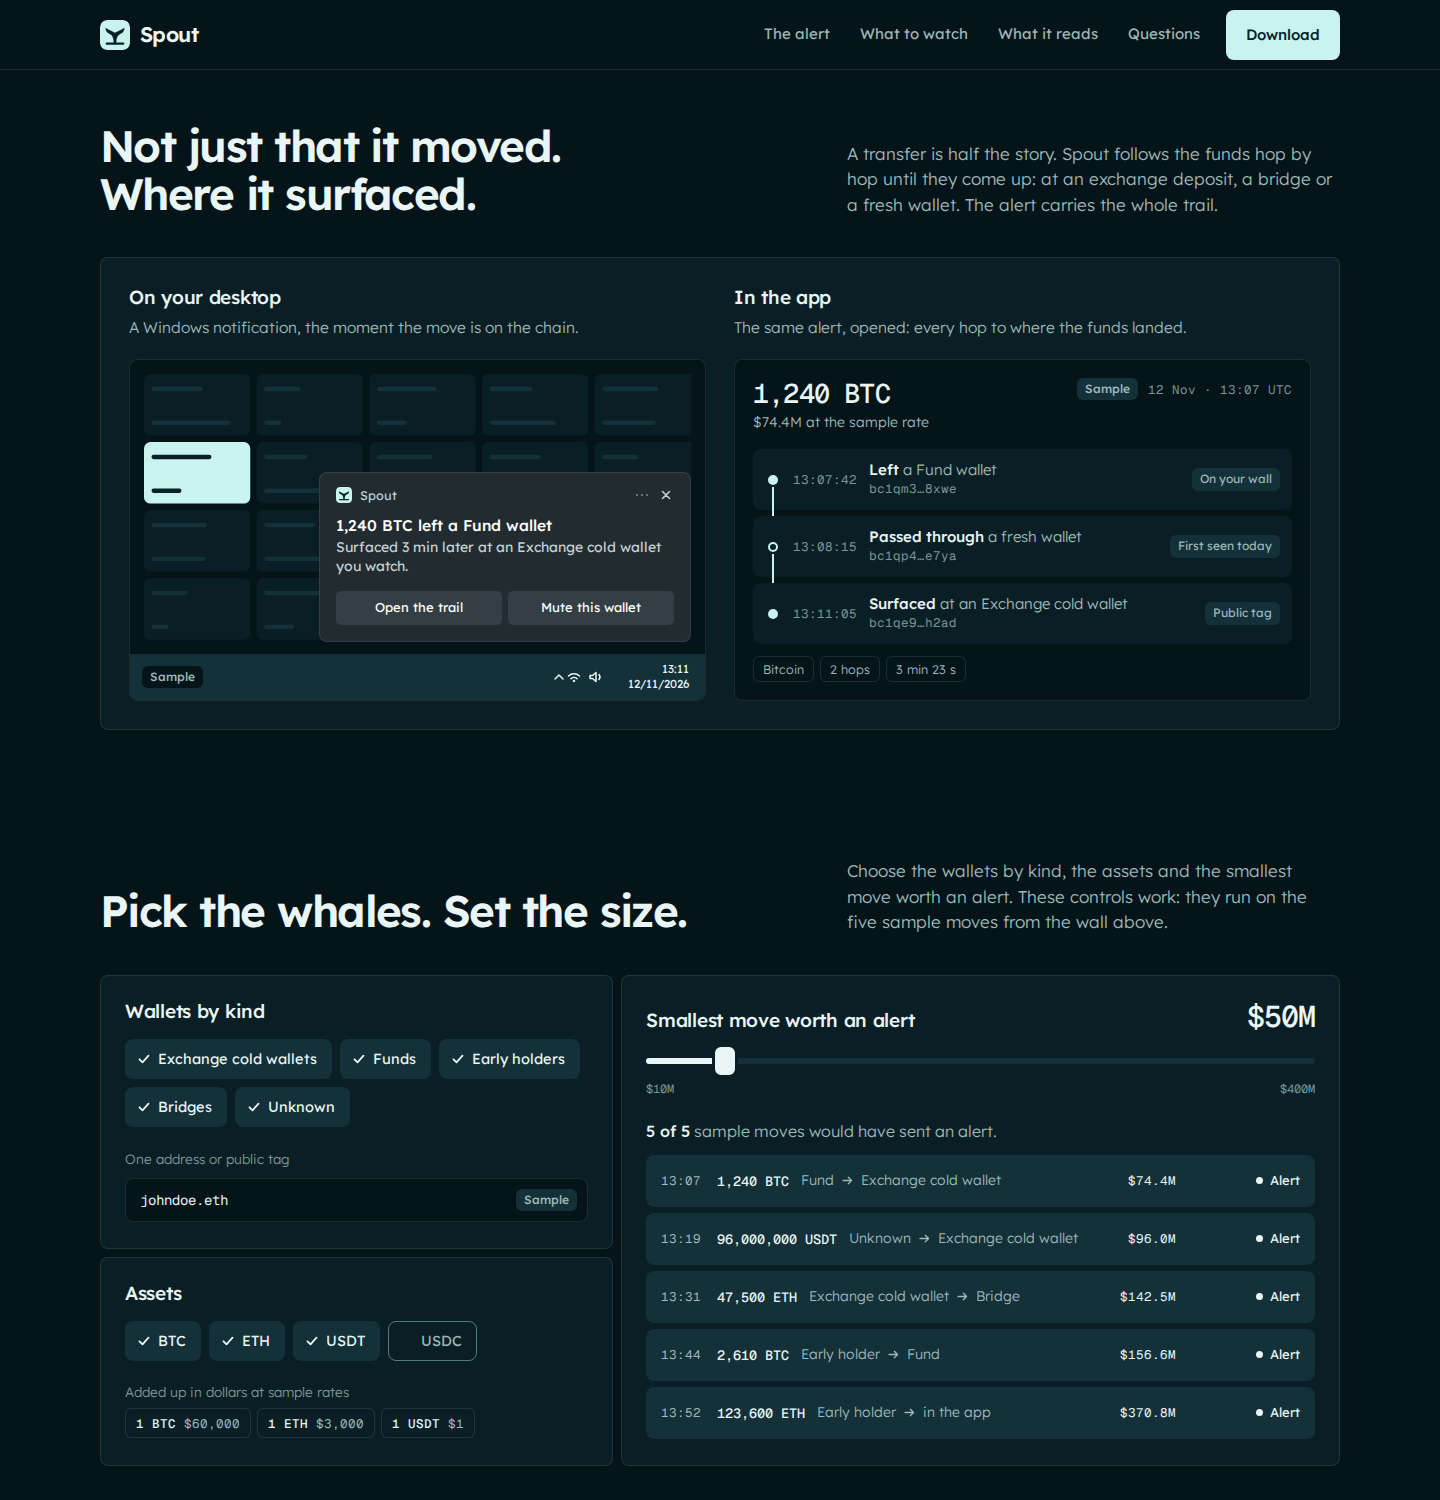 Spout
The alert
What to watch
What it reads
Questions
Download
Not just that it moved.
Where it surfaced.
A transfer is half the story. Spout follows the funds hop by
hop until they come up: at an exchange deposit, a bridge or
a fresh wallet. The alert carries the whole trail.
On your desktop
A Windows notification, the moment the move is on the chain.
Spout
1,240 BTC left a Fund wallet
Surfaced 3 min later at an Exchange cold wallet
you watch.
Open the trail
Mute this wallet
Sample
13:11
12/11/2026
In the app
The same alert, opened: every hop to where the funds landed.
1,240 BTC
Sample
12 Nov · 13:07 UTC
$74.4M at the sample rate
13:07:42
Left a Fund wallet
bc1qm3…8xwe
On your wall
13:08:15
Passed through a fresh wallet
bc1qp4…e7ya
First seen today
13:11:05
Surfaced at an Exchange cold wallet
bc1qe9…h2ad
Public tag
Bitcoin
2 hops
3 min 23 s
Pick the whales. Set the size.
Choose the wallets by kind, the assets and the smallest
move worth an alert. These controls work: they run on the
five sample moves from the wall above.
Wallets by kind
Exchange cold wallets
Funds
Early holders
Bridges
Unknown
One address or public tag
johndoe.eth
Sample
Assets
BTC
ETH
USDT
USDC
Added up in dollars at sample rates
1 BTC $60,000
1 ETH $3,000
1 USDT $1
Smallest move worth an alert
$50M
$10M
$400M
5 of 5 sample moves would have sent an alert.
13:07 1,240 BTC Fund → Exchange cold wallet $74.4M Alert
13:19 96,000,000 USDT Unknown → Exchange cold wallet $96.0M Alert
13:31 47,500 ETH Exchange cold wallet → Bridge $142.5M Alert
13:44 2,610 BTC Early holder → Fund $156.6M Alert
13:52 123,600 ETH Early holder → in the app $370.8M Alert